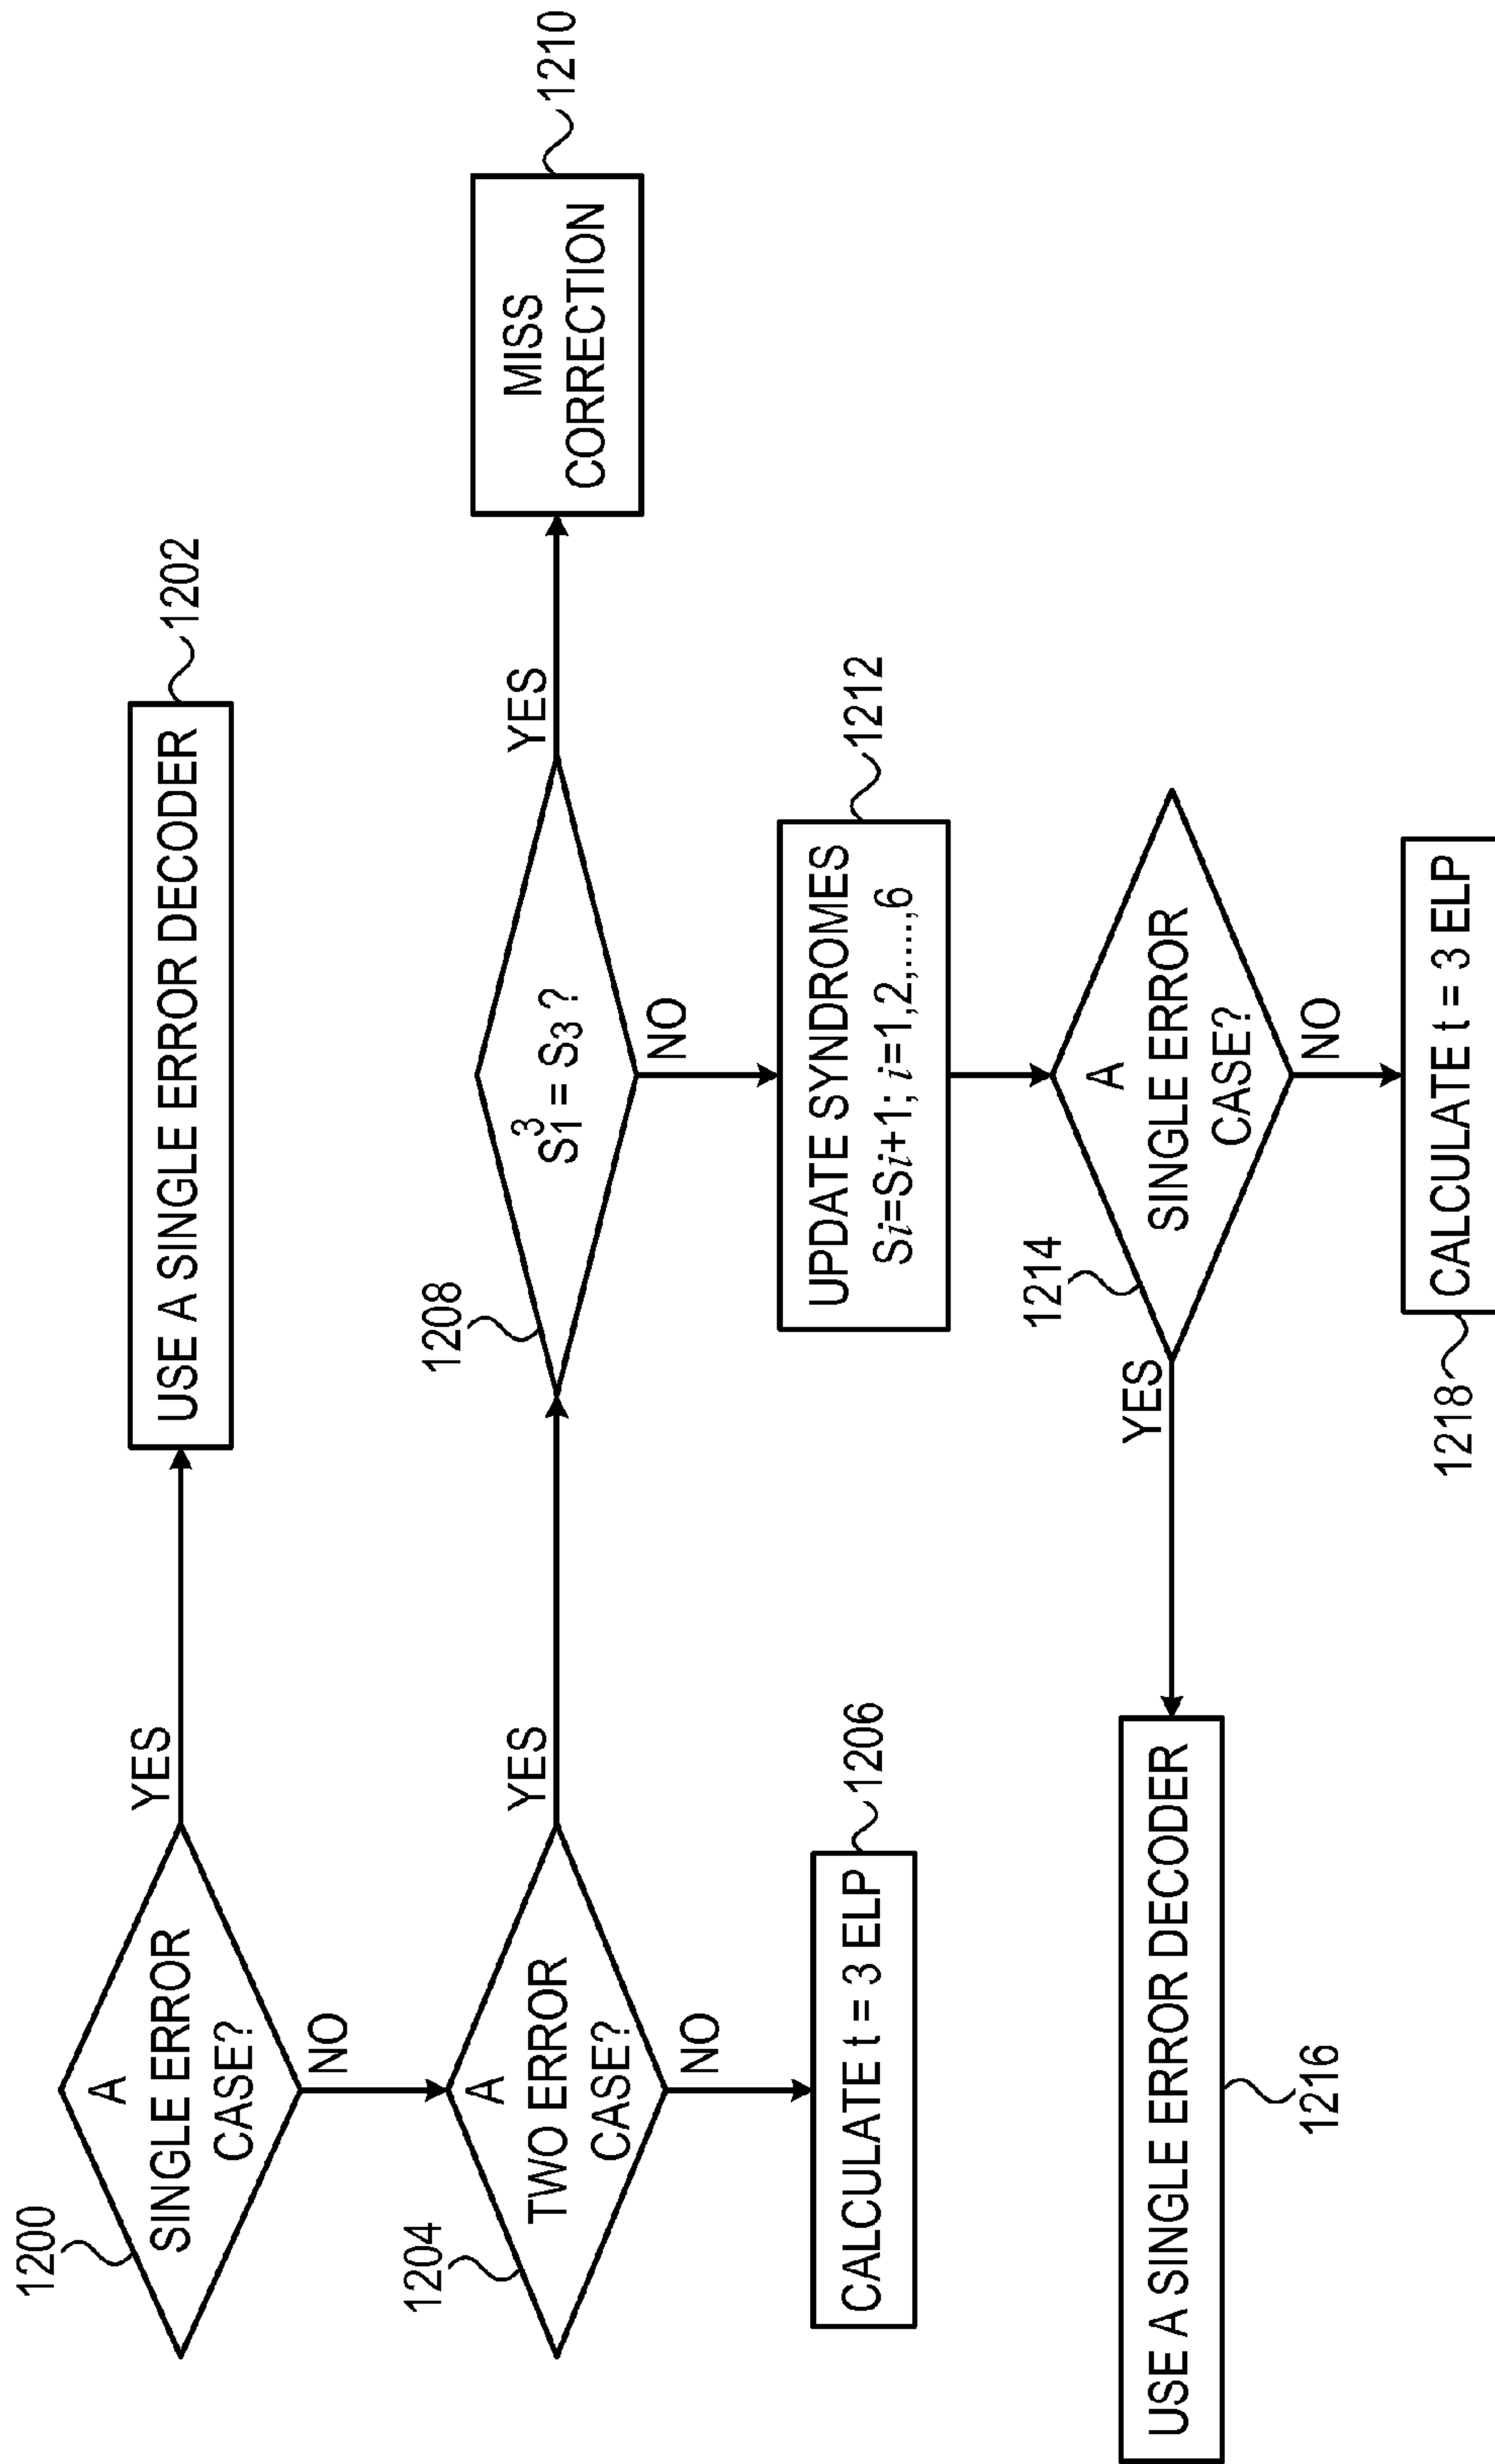 1200
A
SINGLE ERROR
CASE?
YES
USE A SINGLE ERROR DECODER
1202
NO
1204
A
TWO ERROR
CASE?
YES
1208
S₁³ = S₃ ?
YES
MISS
CORRECTION
1210
NO
NO
CALCULATE t = 3 ELP
1206
UPDATE SYNDROMES
Si=Si+1; i=1,2,....,6
1212
1214
A
SINGLE ERROR
CASE?
YES
USE A SINGLE ERROR DECODER
1216
NO
CALCULATE t = 3 ELP
1218